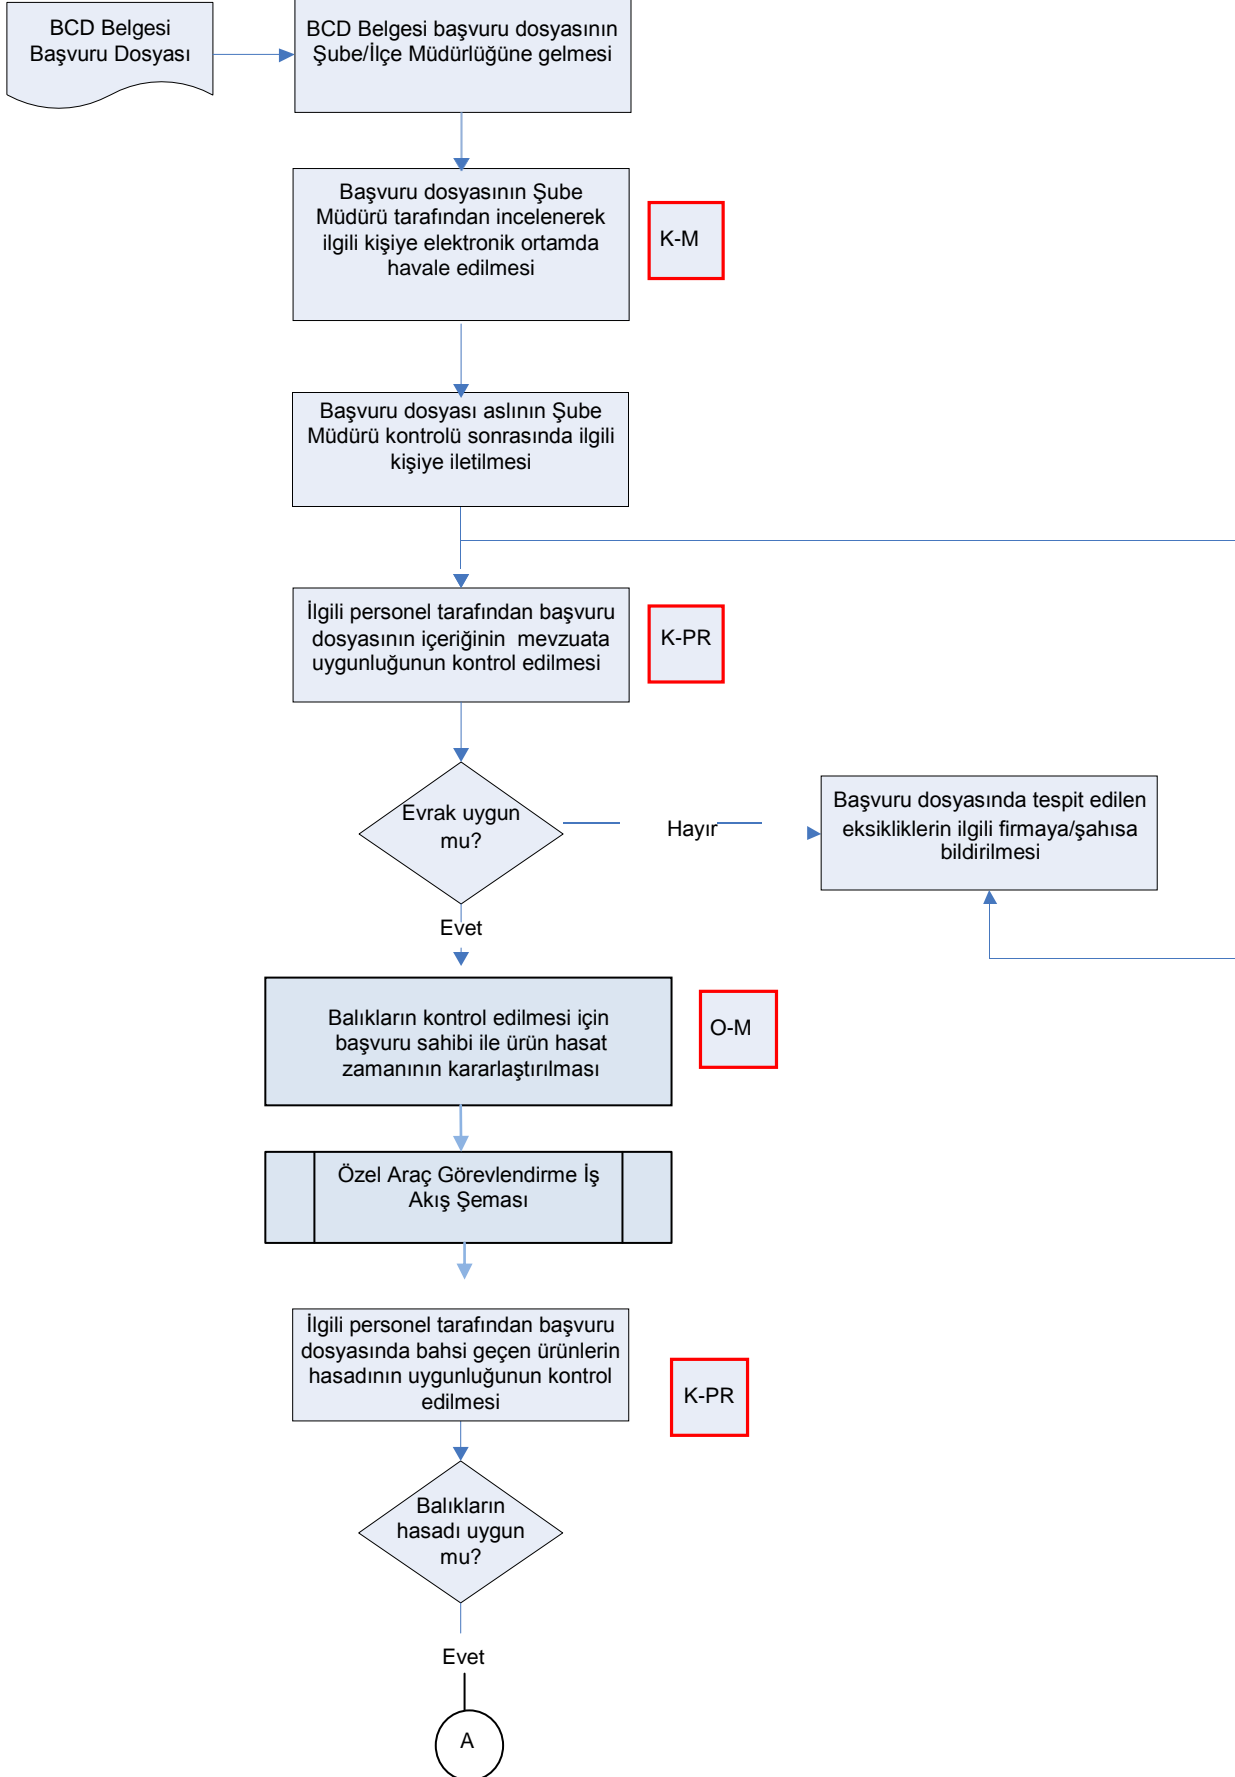 BCD Belgesi
Başvuru Dosyası
BCD Belgesi başvuru dosyasının
Şube/İlçe Müdürlüğüne gelmesi
Başvuru dosyasının Şube
Müdürü tarafından incelenerek
ilgili kişiye elektronik ortamda
havale edilmesi
K-M
Başvuru dosyası aslının Şube
Müdürü kontrolü sonrasında ilgili
kişiye iletilmesi
İlgili personel tarafından başvuru
dosyasının içeriğinin mevzuata
uygunluğunun kontrol edilmesi
K-PR
Evrak uygun
mu?
Hayır
Başvuru dosyasında tespit edilen
eksikliklerin ilgili firmaya/şahısa
bildirilmesi
Evet
Balıkların kontrol edilmesi için
başvuru sahibi ile ürün hasat
zamanının kararlaştırılması
O-M
Özel Araç Görevlendirme İş
Akış Şeması
İlgili personel tarafından başvuru
dosyasında bahsi geçen ürünlerin
hasadının uygunluğunun kontrol
edilmesi
K-PR
Balıkların
hasadı uygun
mu?
Evet
A